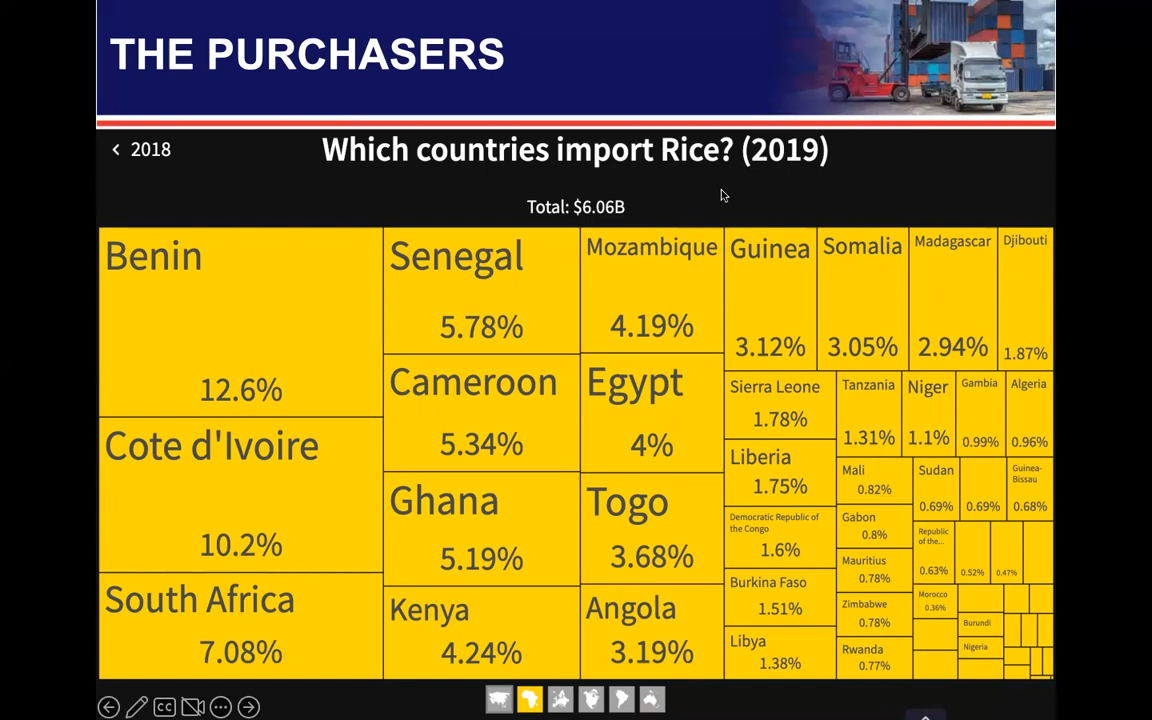 THE PURCHASERS
2018
Which countries import Rice? (2019)
Total: $6.06B
Benin
12.6%
Cote d'Ivoire
10.2%
South Africa
7.08%
Senegal
5.78%
Cameroon
5.34%
Ghana
5.19%
Kenya
4.24%
Mozambique
4.19%
Egypt
4%
Togo
3.68%
Angola
3.19%
Guinea
3.12%
Somalia
3.05%
Madagascar
2.94%
Djibouti
1.87%
Sierra Leone
1.78%
Liberia
1.75%
Democratic Republic of
the Congo
1.6%
Burkina Faso
1.51%
Libya
1.38%
Tanzania
1.31%
Niger
1.1%
Gambia
0.99%
Algeria
0.96%
Mali
0.82%
Gabon
0.8%
Mauritius
0.78%
Zimbabwe
0.78%
Rwanda
0.77%
Sudan
0.69%
0.69%
Guinea-
Bissau
0.68%
Republic
of the...
0.63%
0.52%
0.47%
Morocco
0.36%
Burundi
Nigeria
CC